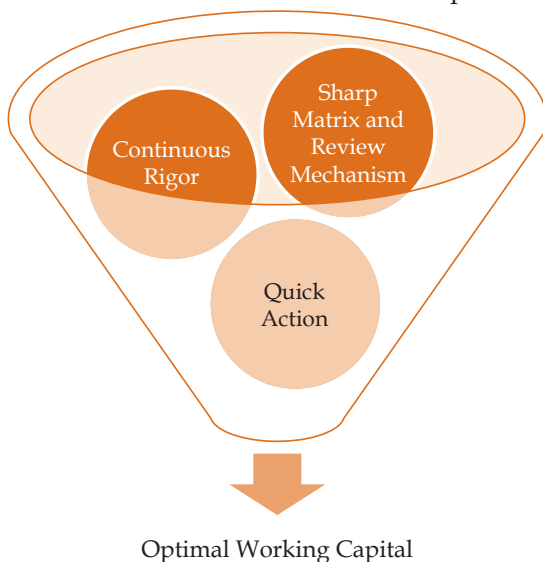 Sharp
Matrix and
Review
Mechanism
Continuous
Rigor
Quick
Action
Optimal Working Capital